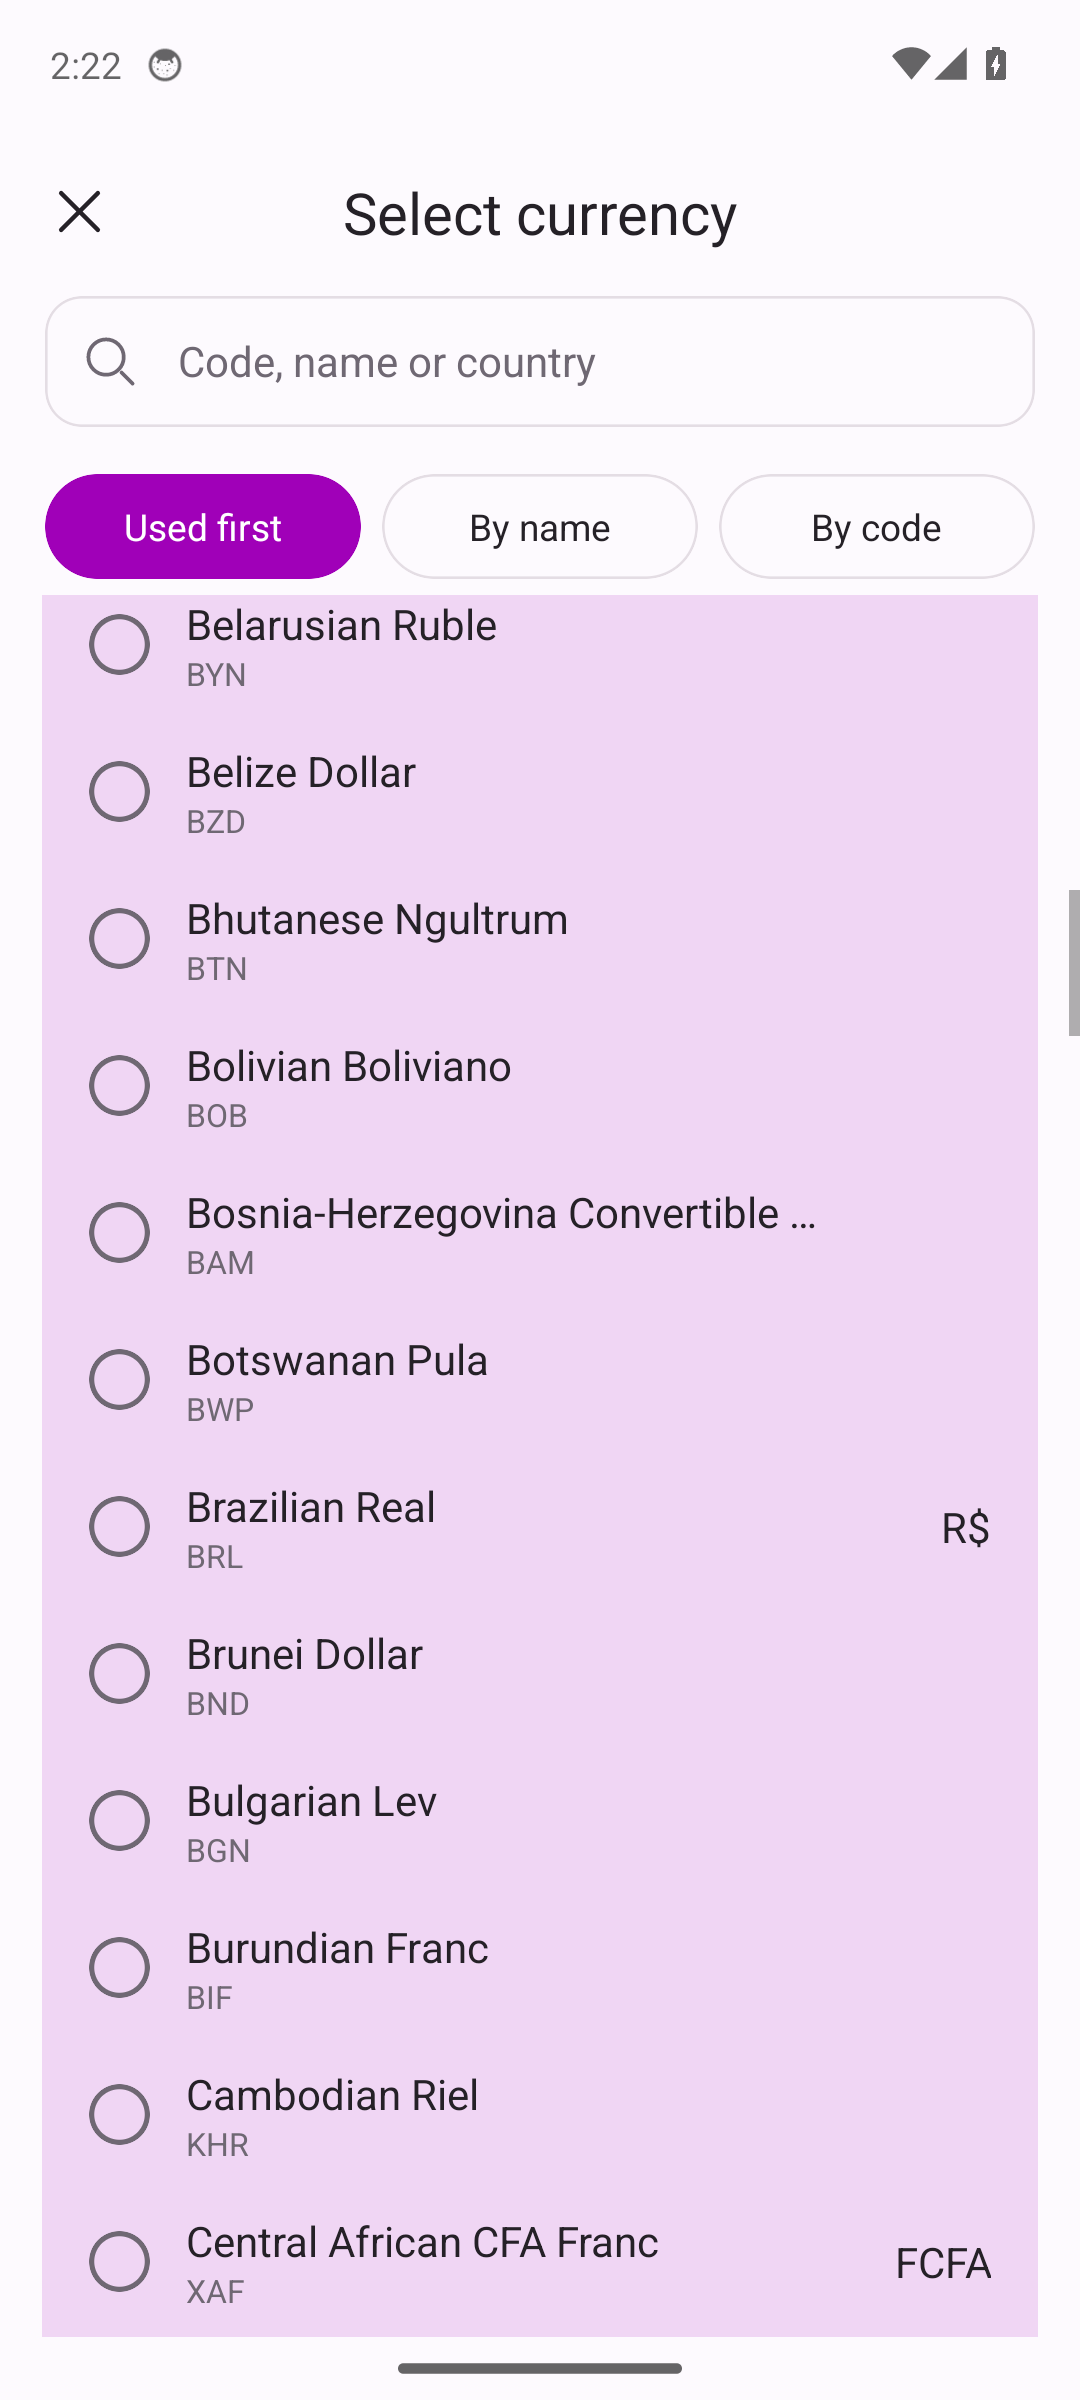 2:22
Select currency
Code, name or country
Used first
By name
By code
Belarusian Ruble
BYN
Belize Dollar
BZD
Bhutanese Ngultrum
BTN
Bolivian Boliviano
BOB
Bosnia-Herzegovina Convertible ...
BAM
Botswanan Pula
BWP
Brazilian Real
BRL
R$
Brunei Dollar
BND
Bulgarian Lev
BGN
Burundian Franc
BIF
Cambodian Riel
KHR
Central African CFA Franc
XAF
FCFA